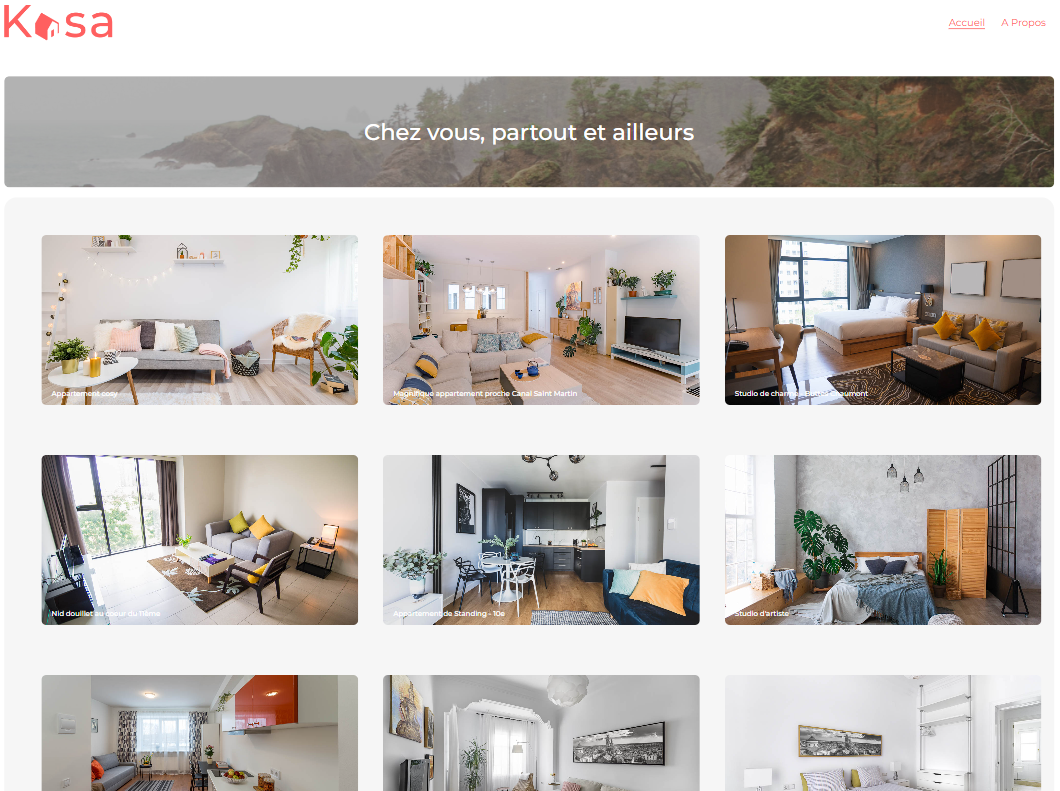 Kasa
Accueil
A Propos
Chez vous, partout et ailleurs
Appartement cosy
Magnifique appartement proche Canal Saint Martin
Studio de charme - Buttes Chaumont
Nid douillet au coeur du 11ème
Appartement de Standing - 10e
Studio d'artiste